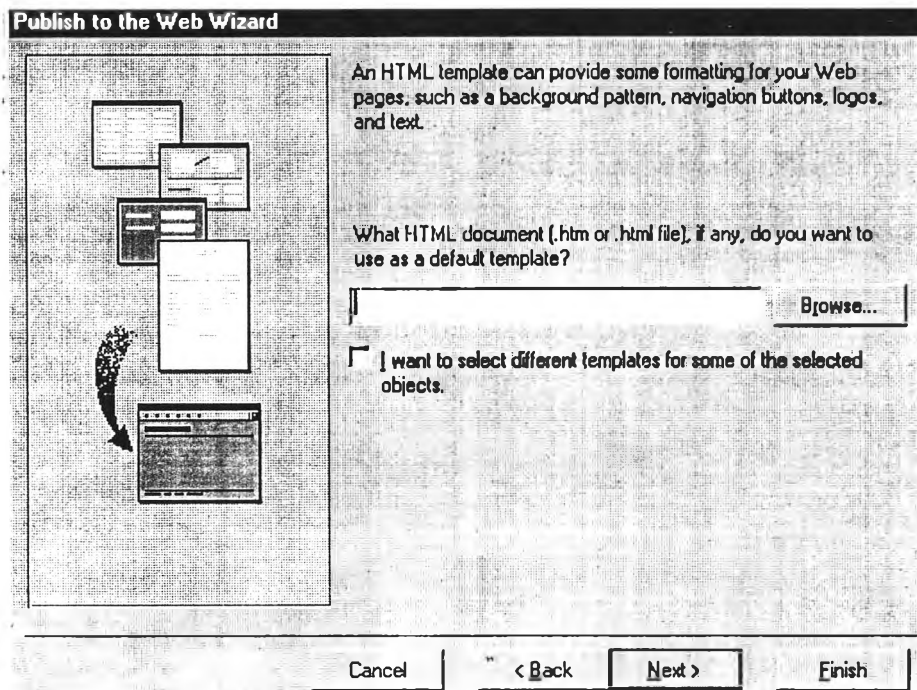 Publish to the Web Wizard
An HTML template can provide some formatting for your Web
pages, such as a background pattern, navigation buttons, logos,
and text.
What HTML document (.htm or .html file), if any, do you want to
use as a default template?
Browse...
I want to select different templates for some of the selected
objects.
Cancel
< Back
Next >
Finish